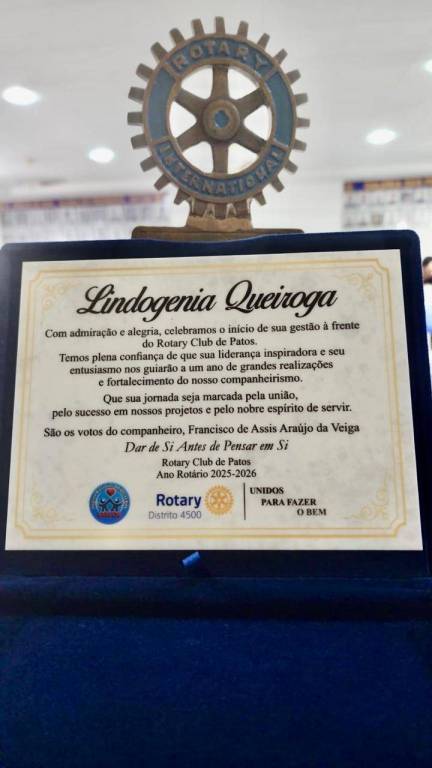 ROTARY
INTERNATIONAL
Lindogenia Queiroga
Com admiração e alegria, celebramos o início de sua gestão à frente
do Rotary Club de Patos.
Temos plena confiança de que sua liderança inspiradora e seu
entusiasmo nos guiarão a um ano de grandes realizações
e fortalecimento do nosso companheirismo.
Que sua jornada seja marcada pela união,
pelo sucesso em nossos projetos e pelo nobre espírito de servir.
São os votos do companheiro, Francisco de Assis Araújo da Veiga
Dar de Si Antes de Pensar em Si
Rotary Club de Patos
Ano Rotário 2025-2026
Rotary
Distrito 4500
UNIDOS
PARA FAZER
O BEM